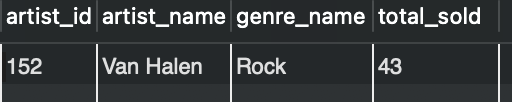 artist_id artist_name genre_name total_sold
152 Van Halen Rock 43